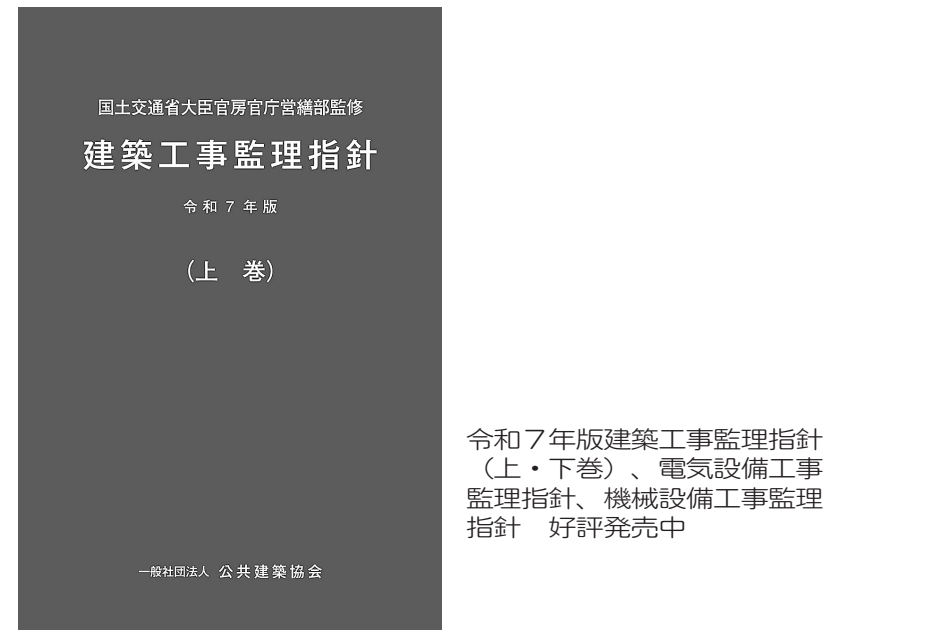 国土交通省大臣官房官庁営繕部監修
建築工事監理指針
令和7年版
(上　巻)
一般社団法人 公共建築協会
令和７年版建築工事監理指針
（上・下巻）、電気設備工事
監理指針、機械設備工事監理
指針　好評発売中